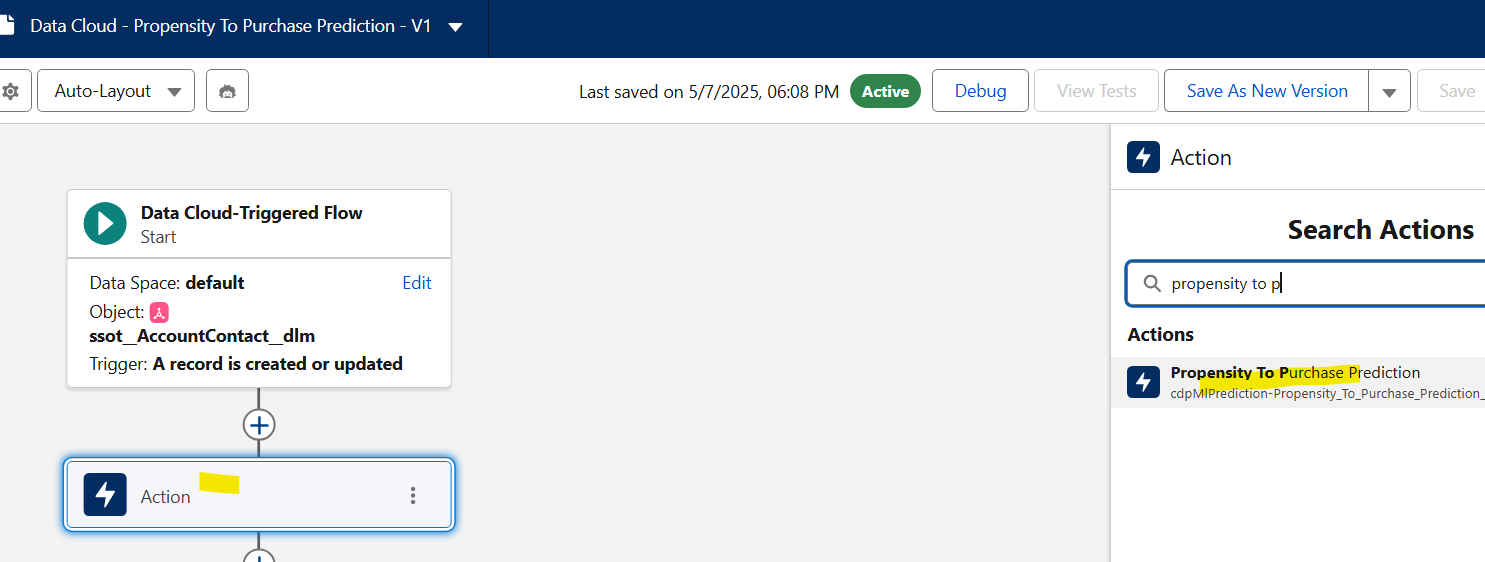 Data Cloud - Propensity To Purchase Prediction - V1
Auto-Layout
Last saved on 5/7/2025, 06:08 PM
Active
Debug
View Tests
Save As New Version
Save
Data Cloud-Triggered Flow
Start
Data Space: default
Edit
Object:
ssot__AccountContact__dlm
Trigger: A record is created or updated
Action
Action
Search Actions
propensity to p
Actions
Propensity To Purchase Prediction
cdpMlPrediction-Propensity_To_Purchase_Prediction_